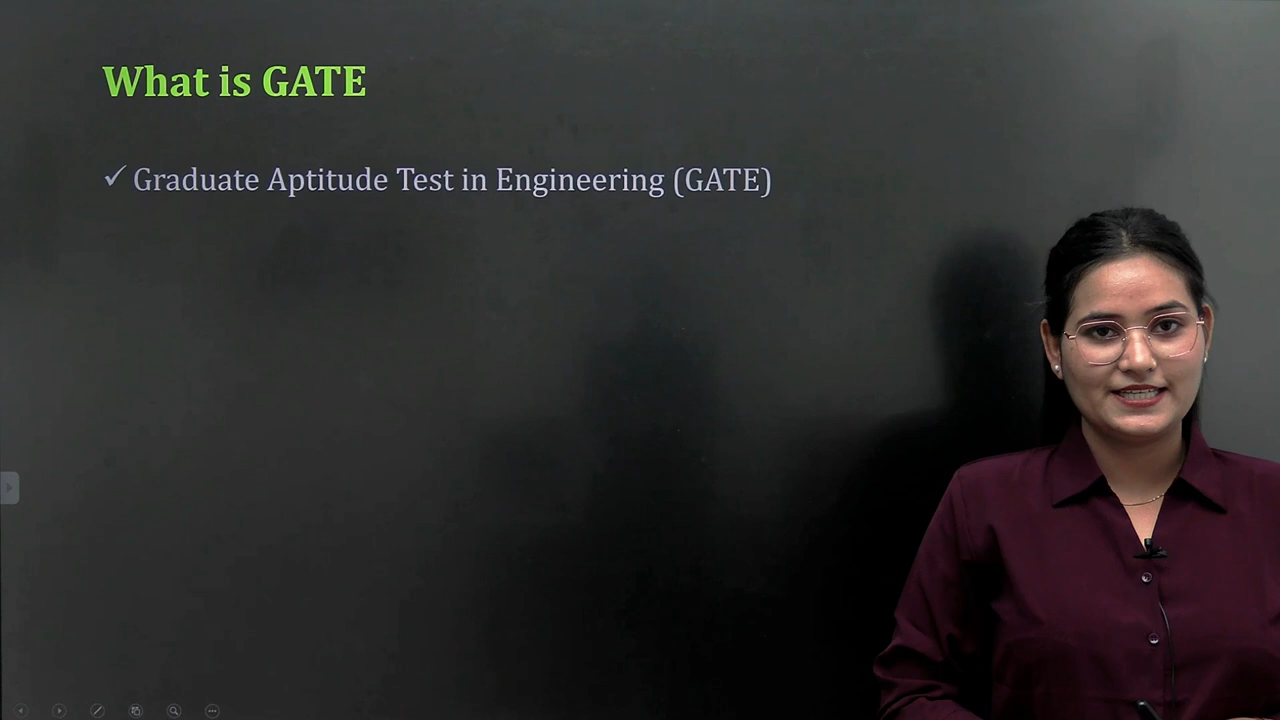 What is GATE
✓ Graduate Aptitude Test in Engineering (GATE)